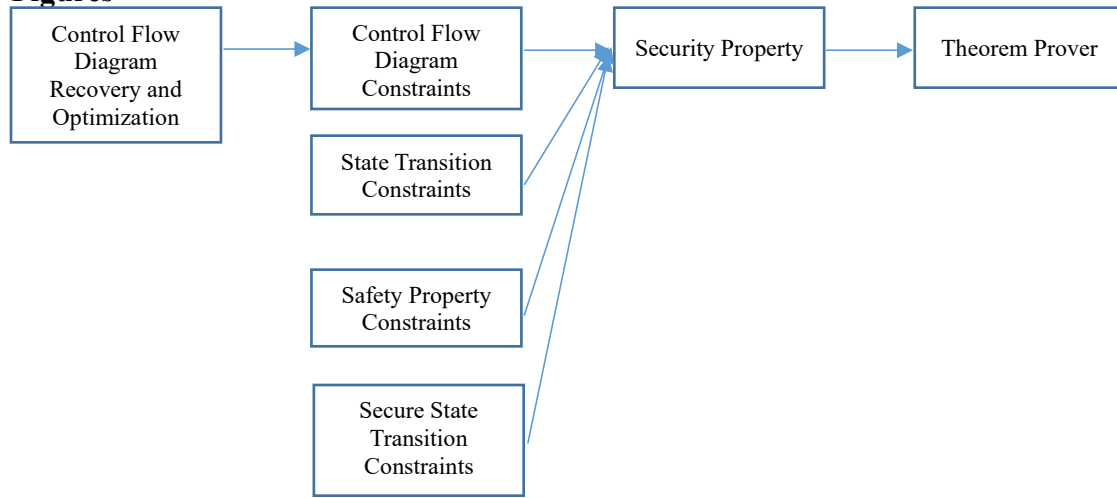 Figures
Control Flow
Diagram
Recovery and
Optimization
Control Flow
Diagram
Constraints
Security Property
Theorem Prover
State Transition
Constraints
Safety Property
Constraints
Secure State
Transition
Constraints